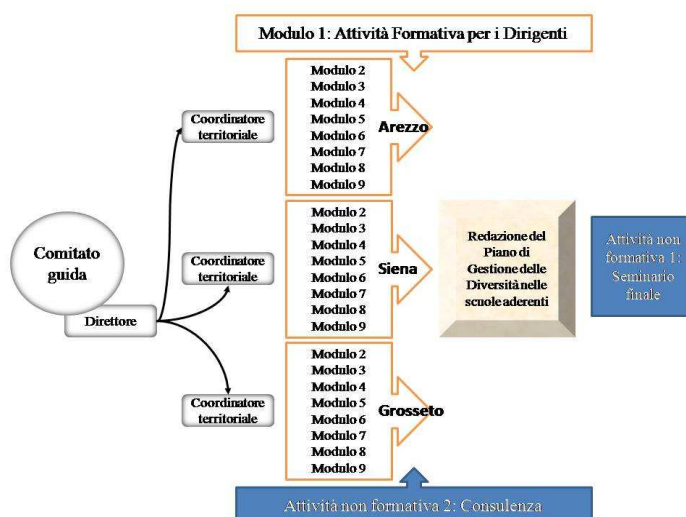 Modulo 1: Attività Formativa per i Dirigenti
Comitato
guida
Direttore
Coordinatore
territoriale
Modulo 2
Modulo 3
Modulo 4
Modulo 5
Modulo 6
Modulo 7
Modulo 8
Modulo 9
Arezzo
Coordinatore
territoriale
Modulo 2
Modulo 3
Modulo 4
Modulo 5
Modulo 6
Modulo 7
Modulo 8
Modulo 9
Siena
Coordinatore
territoriale
Modulo 2
Modulo 3
Modulo 4
Modulo 5
Modulo 6
Modulo 7
Modulo 8
Modulo 9
Grosseto
Redazione del
Piano di
Gestione delle
Diversità nelle
scuole aderenti
Attività non
formativa 1:
Seminario
finale
Attività non formativa 2: Consulenza